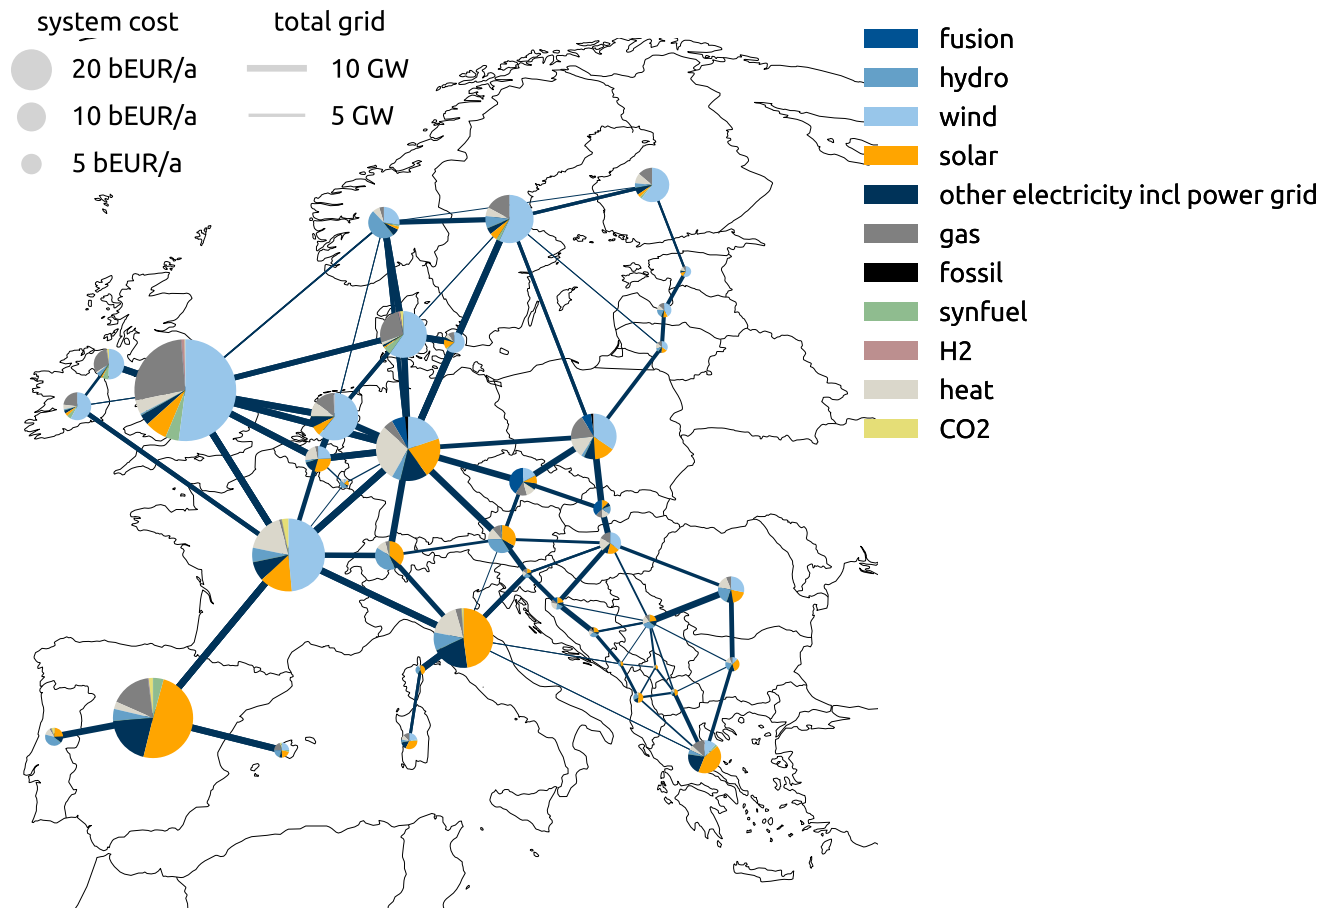 system cost
20 bEUR/a
10 bEUR/a
5 bEUR/a
total grid
10 GW
5 GW
fusion
hydro
wind
solar
other electricity incl power grid
gas
fossil
synfuel
H2
heat
CO2